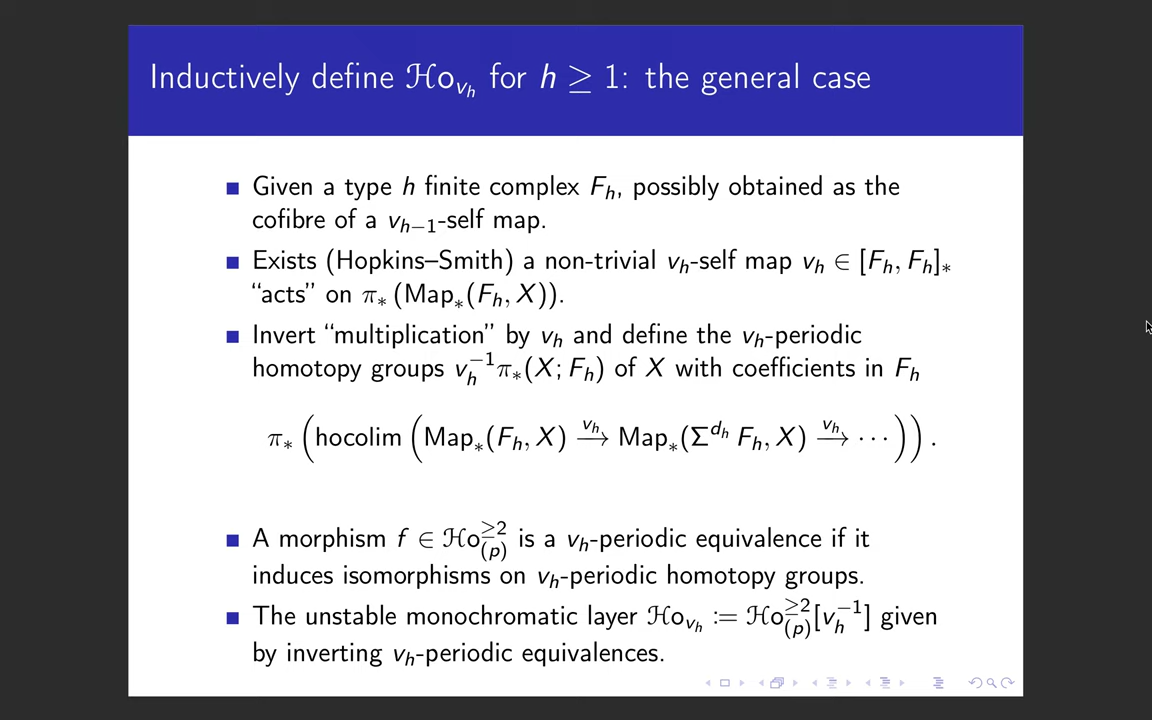 Inductively define ℋo_{v_h} for h ≥ 1: the general case
■ Given a type h finite complex F_h, possibly obtained as the
cofibre of a v_{h−1}-self map.
■ Exists (Hopkins–Smith) a non-trivial v_h-self map v_h ∈ [F_h, F_h]_*
“acts” on π_* (Map_*(F_h, X)).
■ Invert “multiplication” by v_h and define the v_h-periodic
homotopy groups v_h^{−1}π_*(X; F_h) of X with coefficients in F_h
π_* (hocolim (Map_*(F_h, X) \xrightarrow{v_h} Map_*(Σ^{d_h} F_h, X) \xrightarrow{v_h} ⋯)) .
■ A morphism f ∈ ℋo_{(p)}^{≥2} is a v_h-periodic equivalence if it
induces isomorphisms on v_h-periodic homotopy groups.
■ The unstable monochromatic layer ℋo_{v_h} := ℋo_{(p)}^{≥2}[v_h^{−1}] given
by inverting v_h-periodic equivalences.